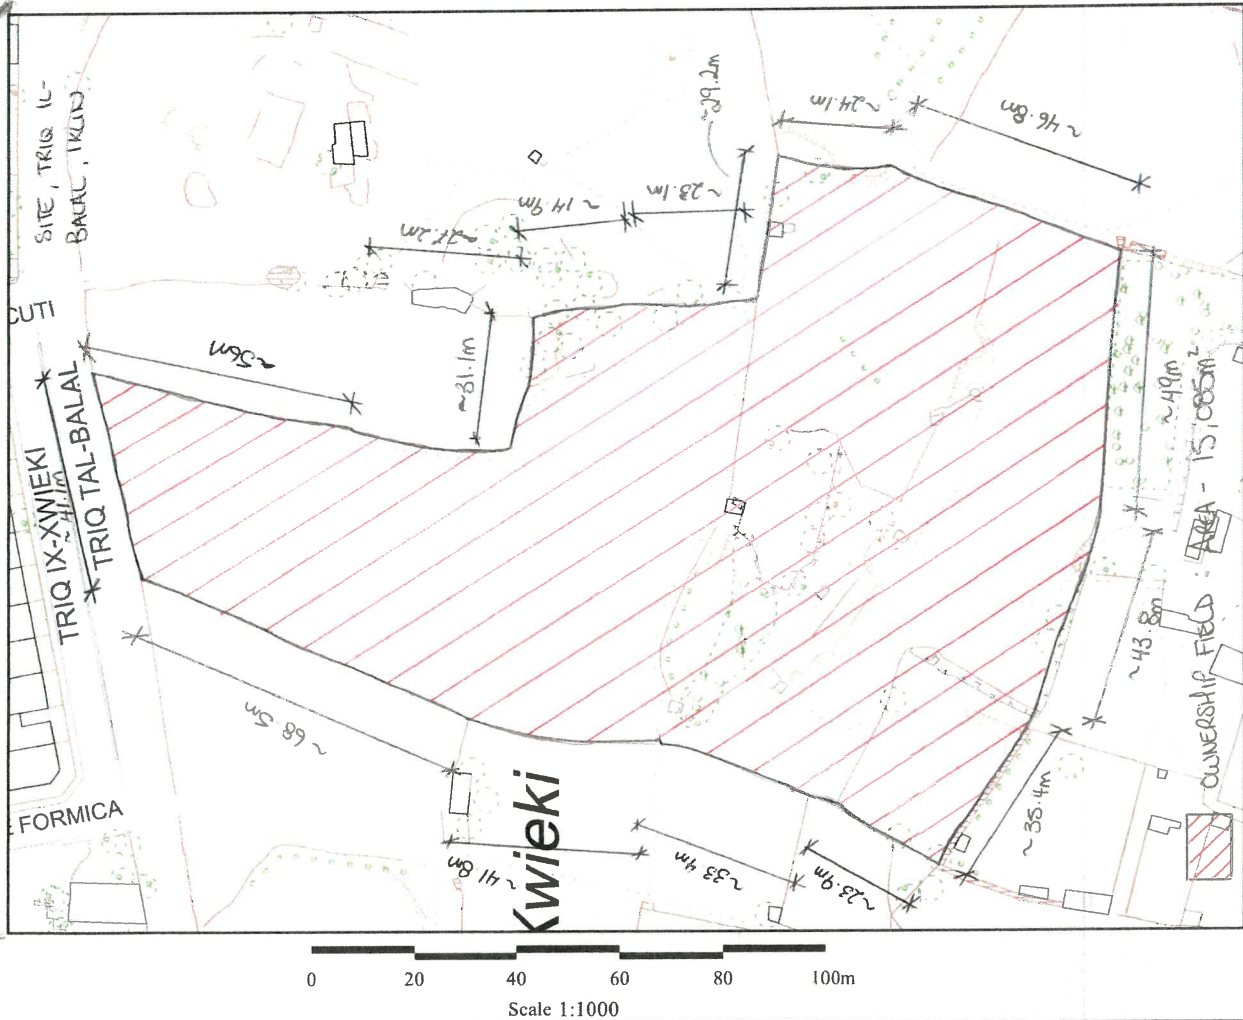 SITE, TRIQ IL-
BALAL, IKLIN
~29.2m
~24.1m
~46.8m
~23.1m
~14.9m
~27.2m
CUTI
~56m
~31.1m
TRIQ IX-XWIEKI
~41.1m
TRIQ TAL-BALAL
~49m
OWNERSHIP FIELD : AREA - 15,085m²
~43.8m
~68.5m
~35.4m
E FORMICA
Xwieki
~41.8m
~33.4m
~23.9m
0 20 40 60 80 100m
Scale 1:1000